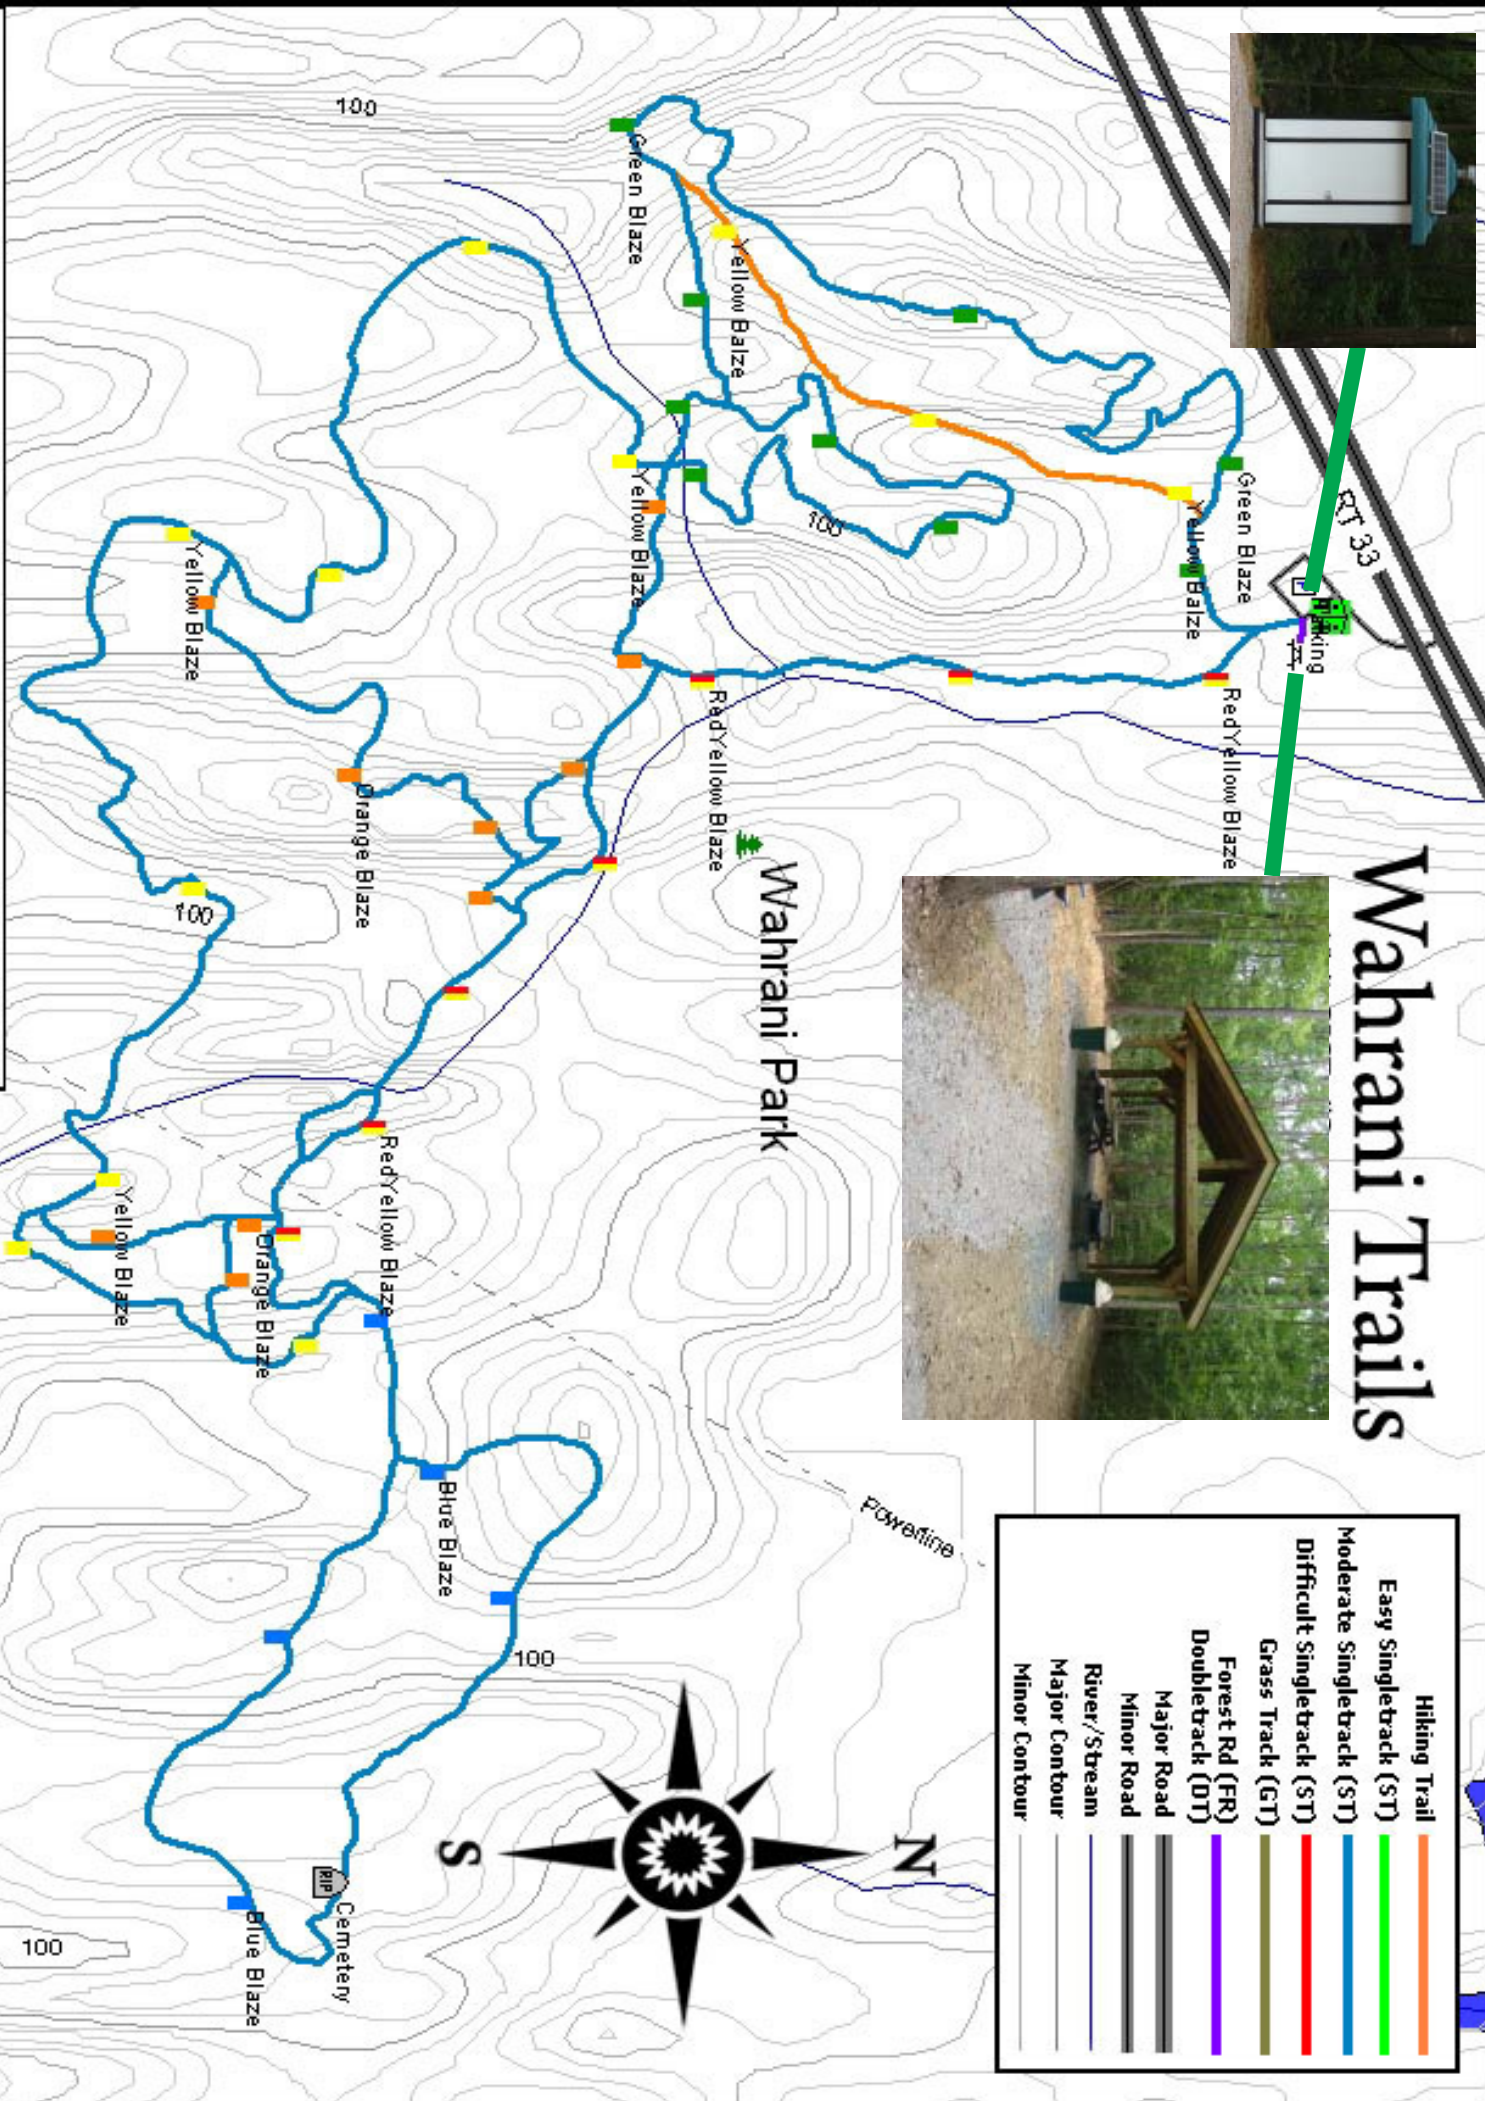 Wahrani Trails
RT 33
Parking
Green Blaze
Yellow Balze
RedYellow Blaze
Green Blaze
Yellow Balze
100
100
Yellow Blaze
RedYellow Blaze
Wahrani Park
Yellow Blaze
Orange Blaze
100
RedYellow Blaze
Orange Blaze
Yellow Blaze
Powerline
Blue Blaze
100
RIP
Cemetery
Blue Blaze
100
N
S
Hiking Trail
Easy Singletrack (ST)
Moderate Singletrack (ST)
Difficult Singletrack (ST)
Grass Track (GT)
Forest Rd (FR)
Doubletrack (DT)
Major Road
Minor Road
River/Stream
Major Contour
Minor Contour